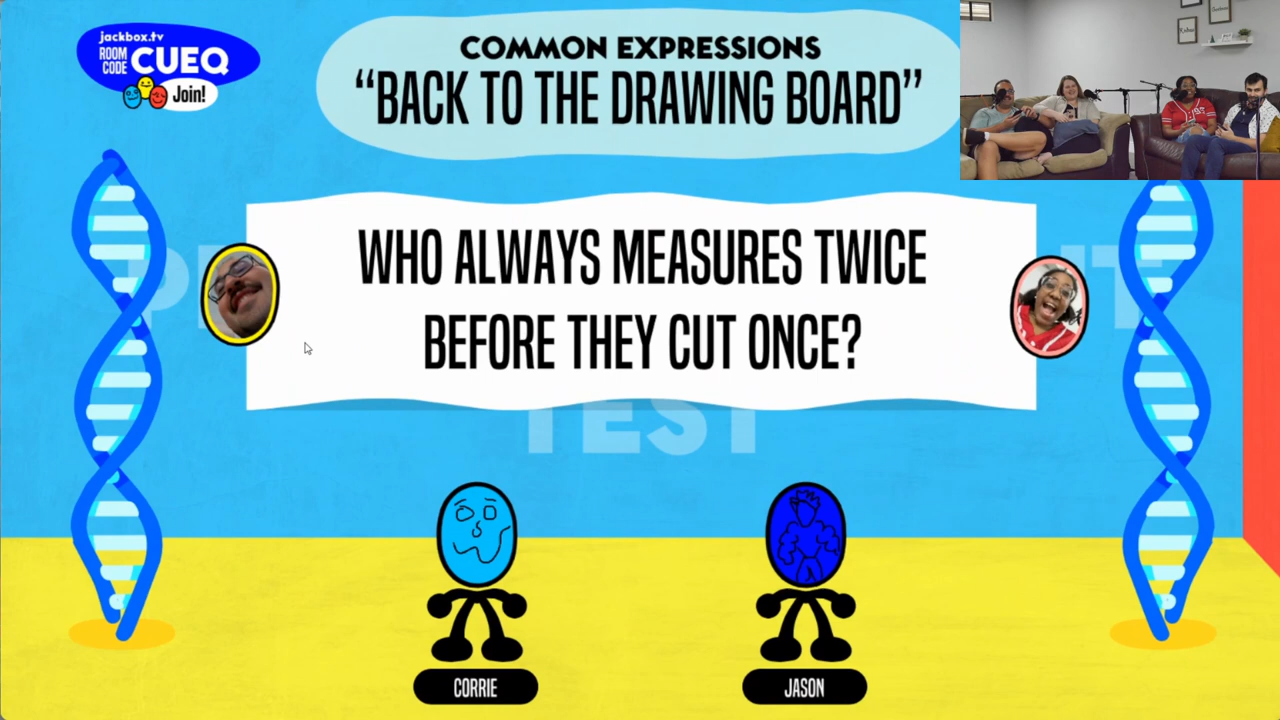 jackbox.tv
ROOM CODE CUEQ
Join!
COMMON EXPRESSIONS
“BACK TO THE DRAWING BOARD”
WHO ALWAYS MEASURES TWICE
BEFORE THEY CUT ONCE?
TEST
CORRIE
JASON